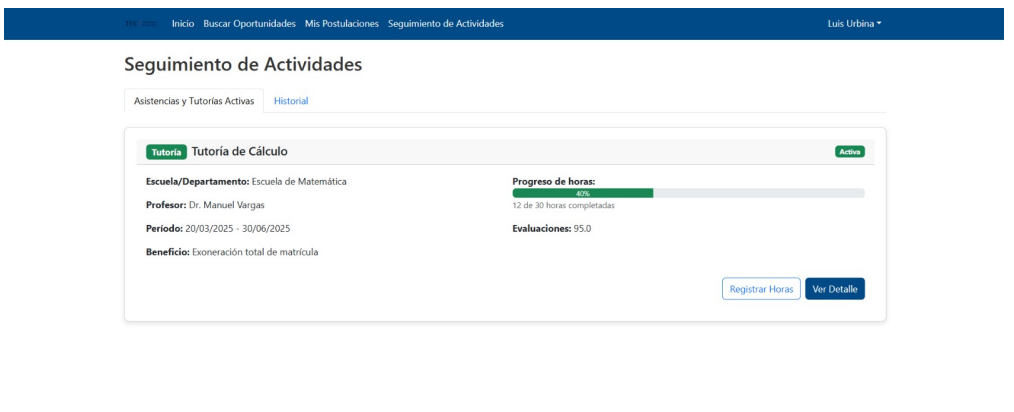 Inicio Buscar Oportunidades Mis Postulaciones Seguimiento de Actividades Luis Urbina
Seguimiento de Actividades
Asistencias y Tutorías Activas Historial
Tutoría Tutoría de Cálculo Activa
Escuela/Departamento: Escuela de Matemática
Profesor: Dr. Manuel Vargas
Período: 20/03/2025 - 30/06/2025
Beneficio: Exoneración total de matrícula
Progreso de horas:
40%
12 de 30 horas completadas
Evaluaciones: 95.0
Registrar Horas Ver Detalle